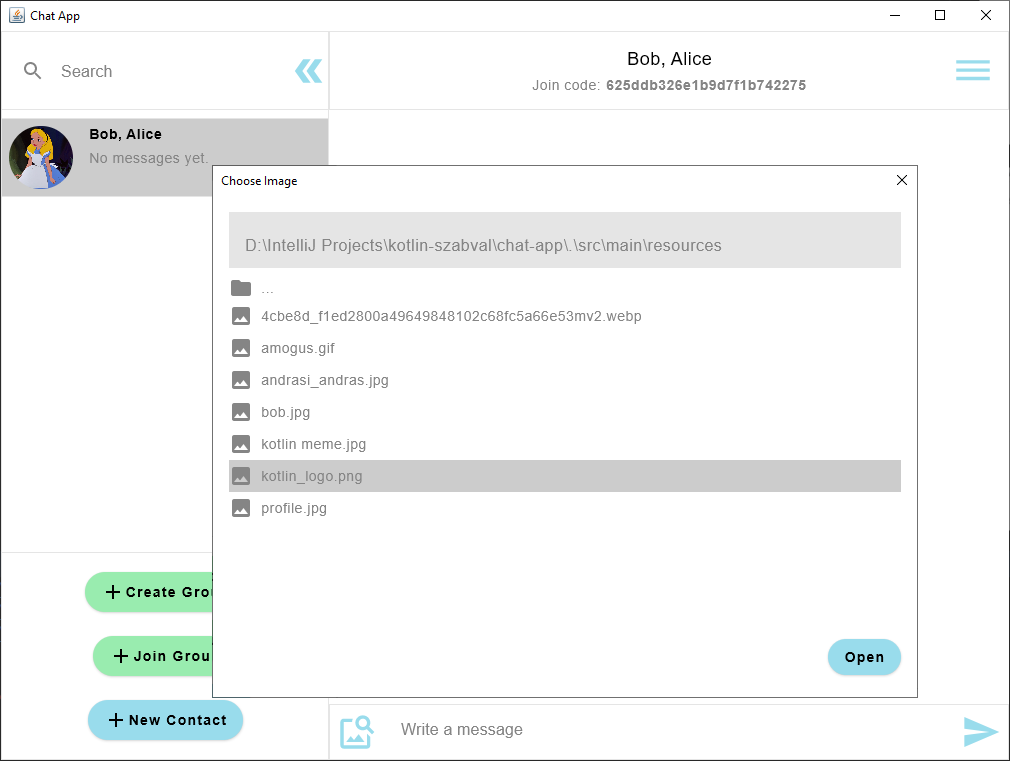 Chat App
Search
Bob, Alice
Join code: 625ddb326e1b9d7f1b742275
Bob, Alice
No messages yet.
Choose Image
D:\IntelliJ Projects\kotlin-szabval\chat-app\.\src\main\resources
...
4cbe8d_f1ed2800a49649848102c68fc5a66e53mv2.webp
amogus.gif
andrasi_andras.jpg
bob.jpg
kotlin meme.jpg
kotlin_logo.png
profile.jpg
Open
Create Grou
Join Grou
New Contact
Write a message